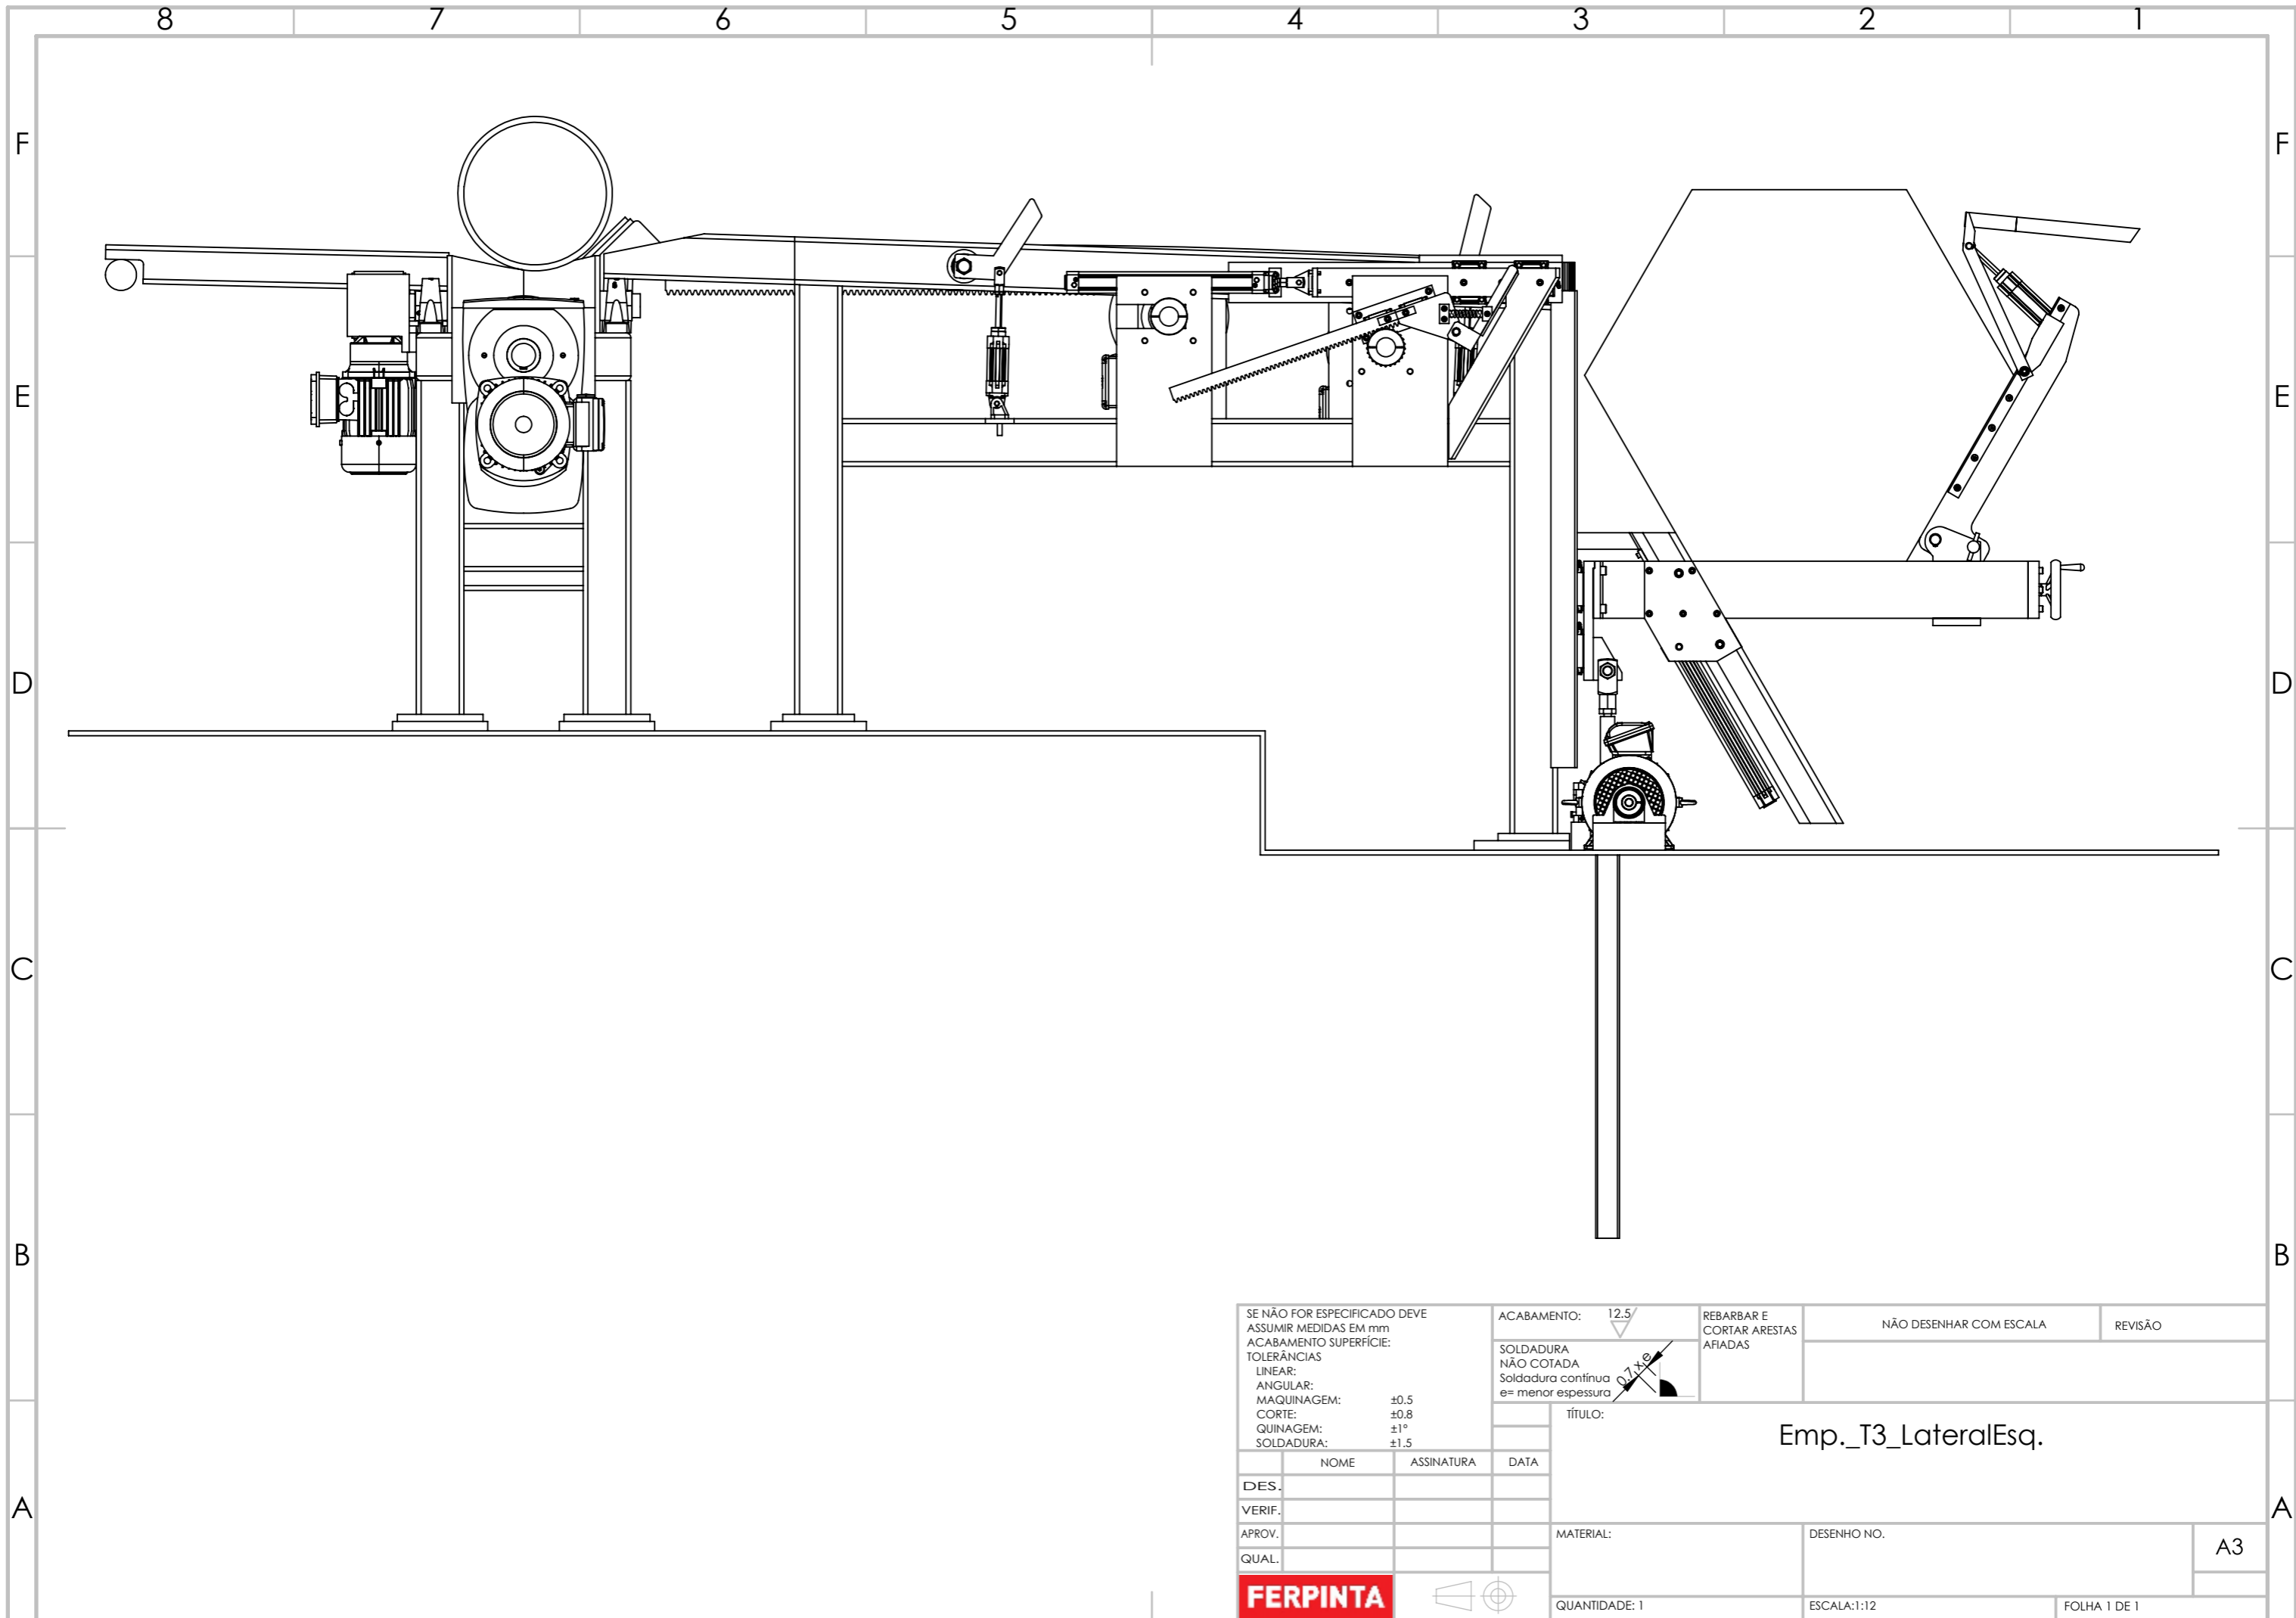 8 7 6 5 4 3 2 1
F F
E E
D D
C C
B B
A A
SE NÃO FOR ESPECIFICADO DEVE
ASSUMIR MEDIDAS EM mm
ACABAMENTO SUPERFÍCIE:
TOLERÂNCIAS
LINEAR:
ANGULAR:
MAQUINAGEM: ±0.5
CORTE: ±0.8
QUINAGEM: ±1°
SOLDADURA: ±1.5
ACABAMENTO: 12.5
SOLDADURA
NÃO COTADA
Soldadura contínua
e= menor espessura
0.7 x e
REBARBAR E
CORTAR ARESTAS
AFIADAS
NÃO DESENHAR COM ESCALA
REVISÃO
NOME ASSINATURA DATA
DES.
VERIF.
APROV.
QUAL.
TÍTULO:
Emp._T3_LateralEsq.
MATERIAL:
DESENHO NO.
A3
FERPINTA
QUANTIDADE: 1
ESCALA:1:12
FOLHA 1 DE 1